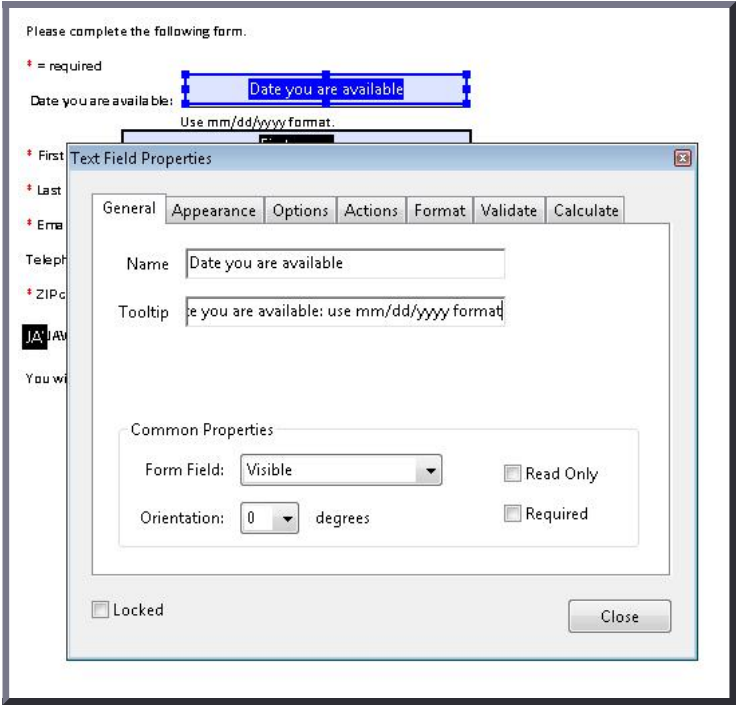 Please complete the following form.
* = required
Date you are available
Date you are available:
Use mm/dd/yyyy format.
* First
Text Field Properties
* Last
General Appearance Options Actions Format Validate Calculate
* Ema
Name Date you are available
Teleph
* ZIP
Tooltip you are available: use mm/dd/yyyy format
JA
You wi
Common Properties
Form Field: Visible
Read Only
Orientation: 0 degrees
Required
Locked
Close